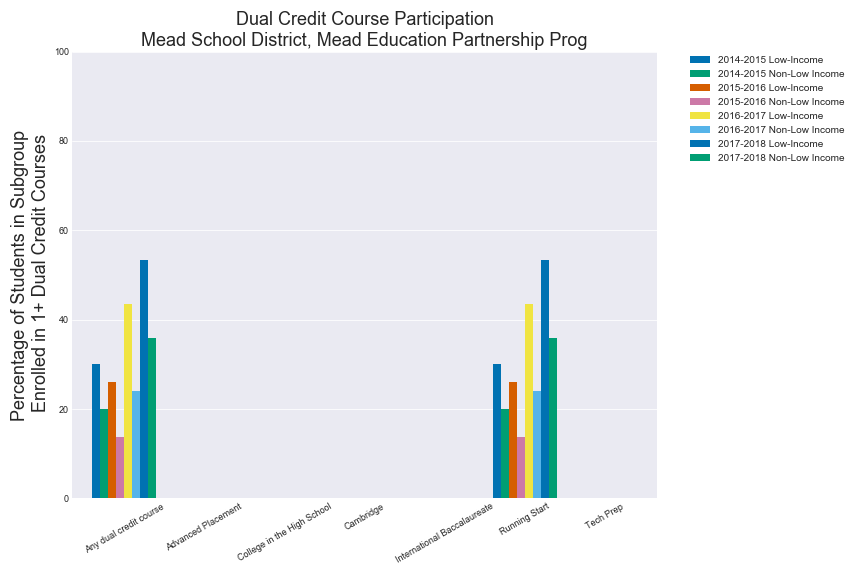 Dual Credit Course Participation
Mead School District, Mead Education Partnership Prog
Percentage of Students in Subgroup
Enrolled in 1+ Dual Credit Courses
100
80
60
40
20
0
Any dual credit course
Advanced Placement
College in the High School
Cambridge
International Baccalaureate
Running Start
Tech Prep
2014-2015 Low-Income
2014-2015 Non-Low Income
2015-2016 Low-Income
2015-2016 Non-Low Income
2016-2017 Low-Income
2016-2017 Non-Low Income
2017-2018 Low-Income
2017-2018 Non-Low Income